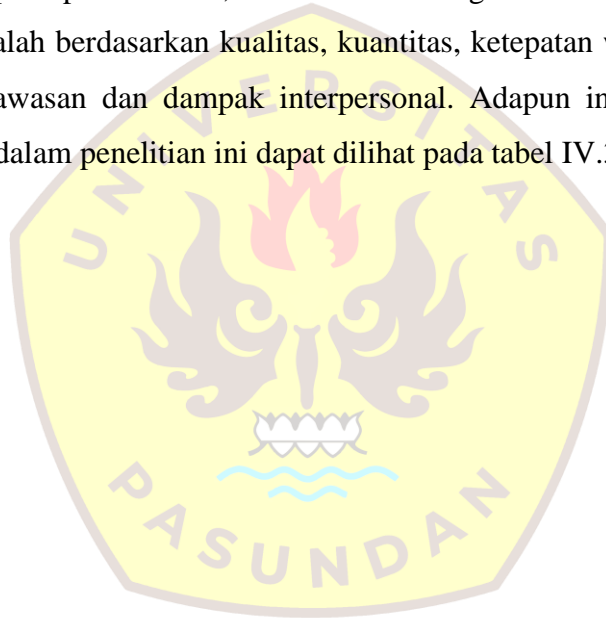 alah berdasarkan kualitas, kuantitas, ketepatan
awasan dan dampak interpersonal. Adapun in
dalam penelitian ini dapat dilihat pada tabel IV.
UNIVERSITAS
PASUNDAN